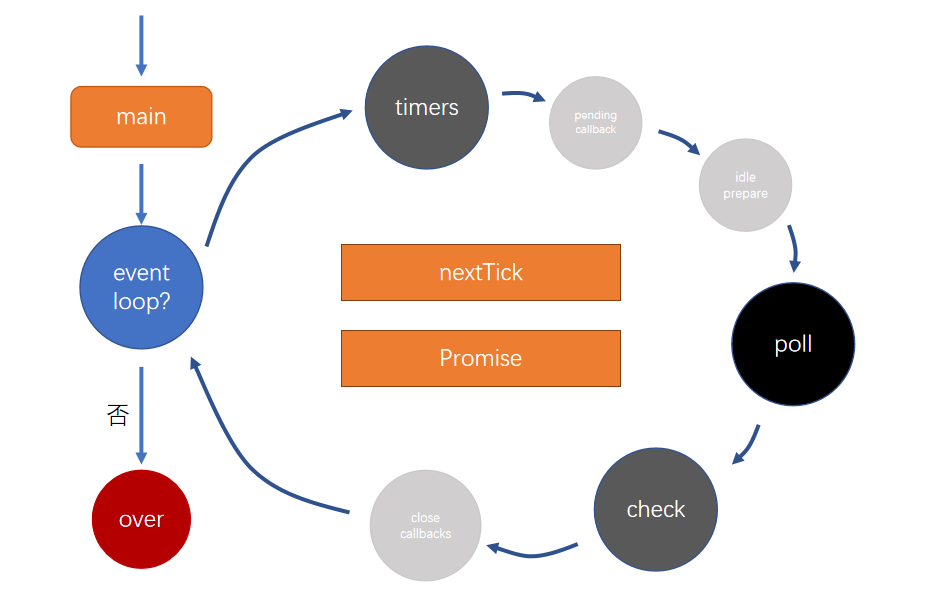 main
timers
pending
callback
idle
prepare
event
loop?
nextTick
Promise
poll
否
over
close
callbacks
check